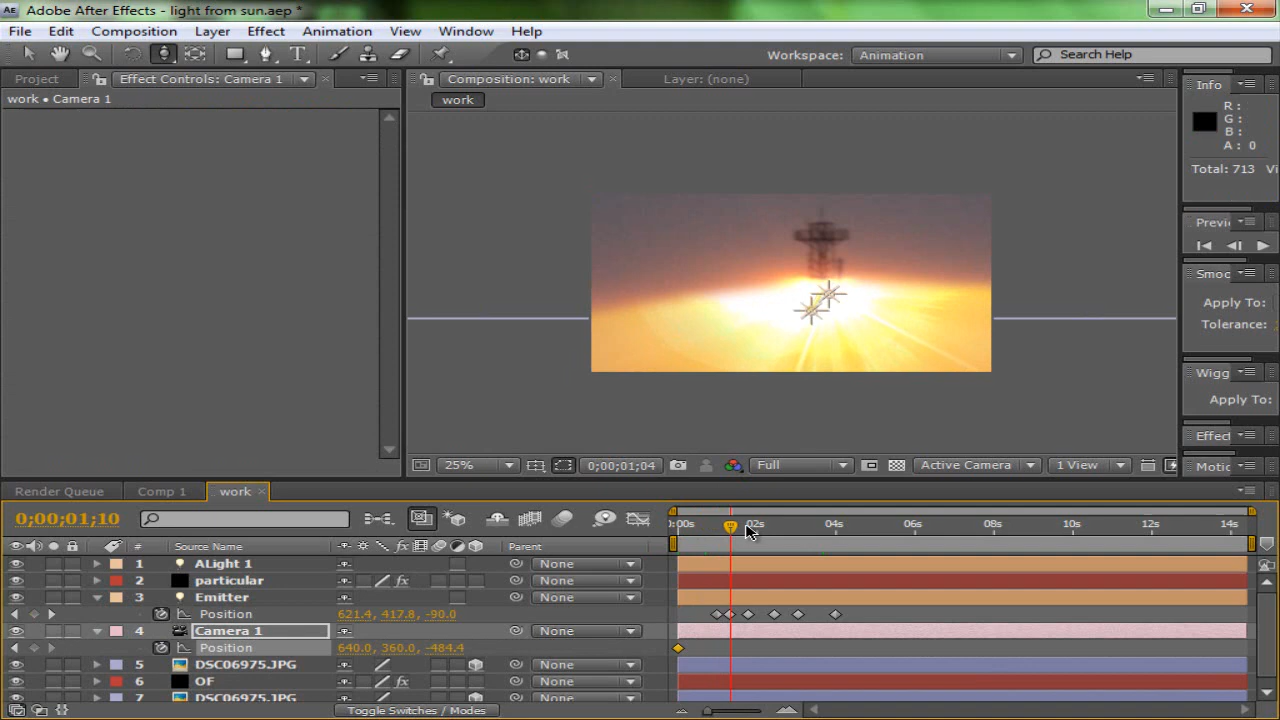 Adobe After Effects - light from sun.aep *
File Edit Composition Layer Effect Animation View Window Help
Workspace: Animation Search Help
Project Effect Controls: Camera 1 Composition: work Layer: (none) Info
work • Camera 1
work
R :
G :
B :
A : 0
Total: 713 Vi
Previ
Smoo
Apply To:
Tolerance:
Wigg
Apply To:
Effec
Motic
25% 0;00;01;04 Full Active Camera 1 View
Render Queue Comp 1 work
0;00;01;10 :00s 02s 04s 06s 08s 10s 12s 14s
# Source Name fx Parent
1 ALight 1 None
2 particular fx None
3 Emitter None
Position 621.4, 417.8, -90.0
4 Camera 1 None
Position 640.0, 360.0, -484.4
5 DSC06975.JPG None
6 OF fx None
7 DSC06975.JPG None
Toggle Switches / Modes